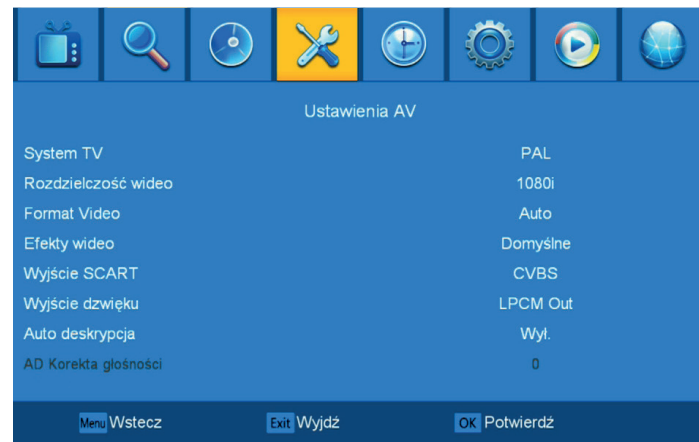 Ustawienia AV
System TV PAL
Rozdzielczość wideo 1080i
Format Video Auto
Efekty wideo Domyślne
Wyjście SCART CVBS
Wyjście dzwięku LPCM Out
Auto deskrypcja Wył.
AD Korekta głośności 0
Menu Wstecz Exit Wyjdź OK Potwierdź